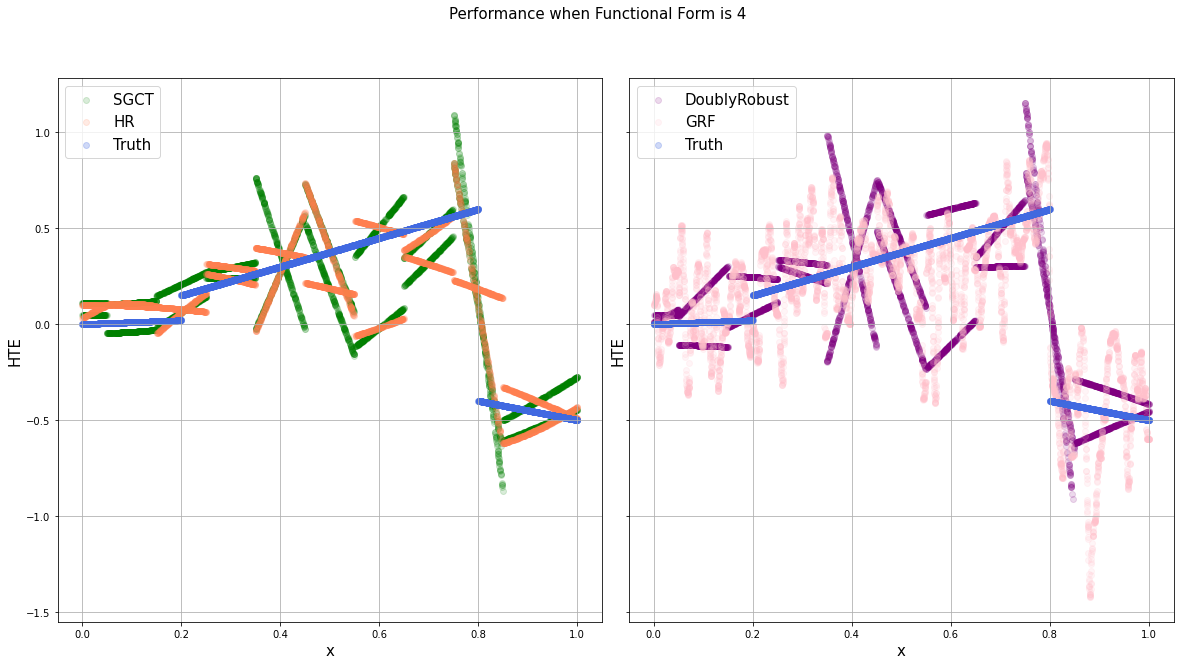 Performance when Functional Form is 4
SGCT
HR
Truth
1.0
0.5
0.0
−0.5
−1.0
−1.5
HTE
0.0
0.2
0.4
0.6
0.8
1.0
x
DoublyRobust
GRF
Truth
HTE
0.0
0.2
0.4
0.6
0.8
1.0
x